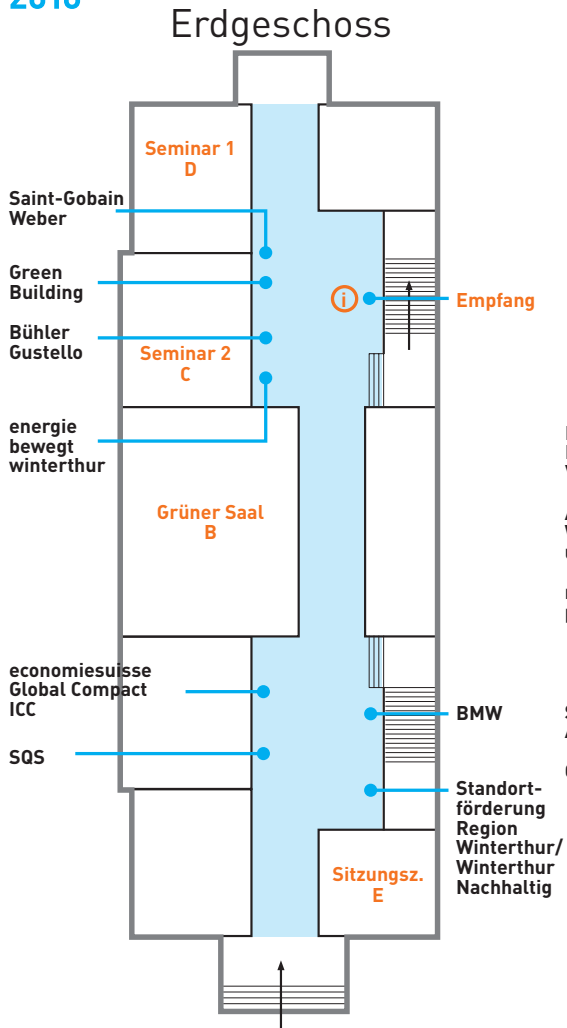 Erdgeschoss
Seminar 1
D
Saint-Gobain
Weber
Green
Building
i
Empfang
Bühler
Gustello
Seminar 2
C
energie
bewegt
winterthur
Grüner Saal
B
economiesuisse
Global Compact
ICC
SQS
BMW
Standort-
förderung
Region
Winterthur/
Winterthur
Nachhaltig
Sitzungsz.
E